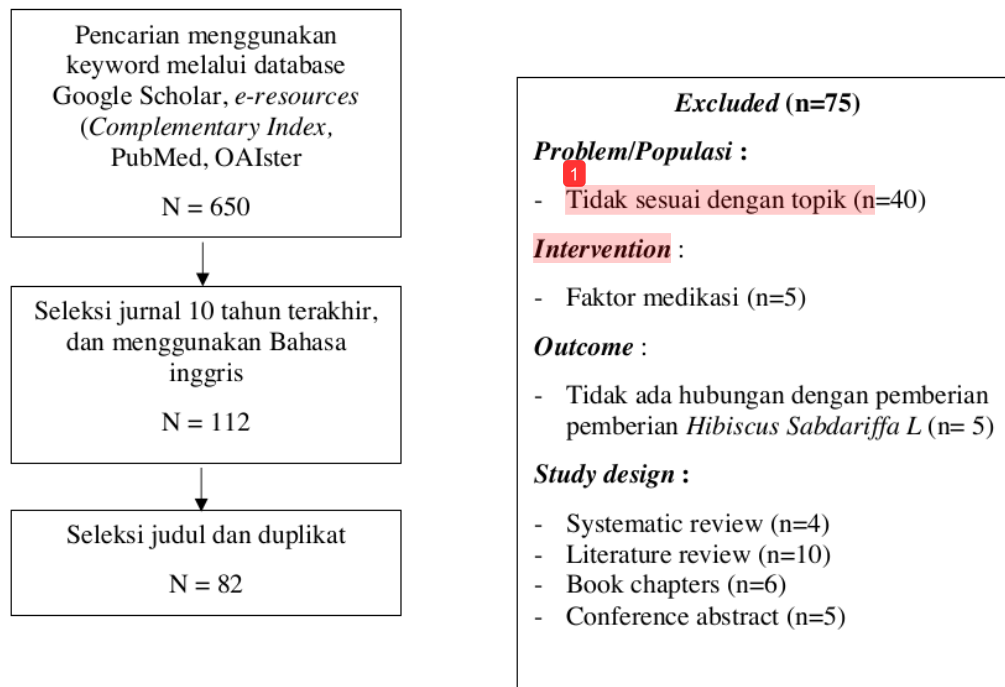 Pencarian menggunakan
keyword melalui database
Google Scholar, e-resources
(Complementary Index,
PubMed, OAIster
N = 650
Seleksi jurnal 10 tahun terakhir,
dan menggunakan Bahasa
inggris
N = 112
Seleksi judul dan duplikat
N = 82
Excluded (n=75)
Problem/Populasi :
1
- Tidak sesuai dengan topik (n=40)
Intervention :
- Faktor medikasi (n=5)
Outcome :
- Tidak ada hubungan dengan pemberian
pemberian Hibiscus Sabdariffa L (n= 5)
Study design :
- Systematic review (n=4)
- Literature review (n=10)
- Book chapters (n=6)
- Conference abstract (n=5)